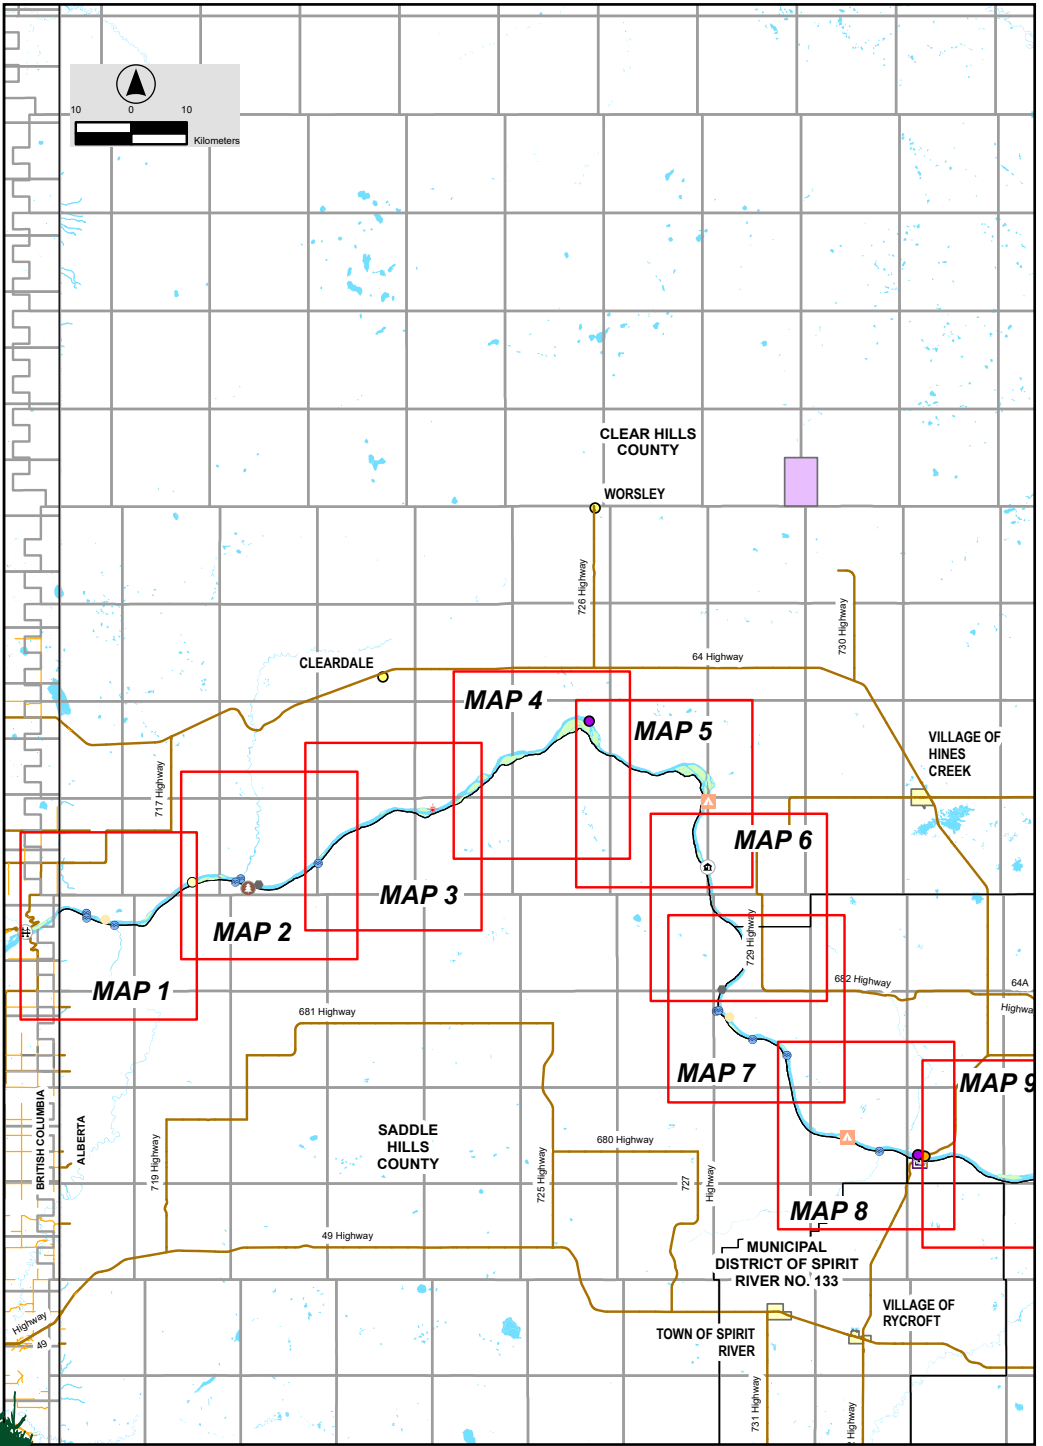 10 0 10
Kilometers
CLEAR HILLS
COUNTY
WORSLEY
726 Highway
730 Highway
64 Highway
CLEARDALE
MAP 4
MAP 5
VILLAGE OF
HINES
CREEK
717 Highway
MAP 6
MAP 3
MAP 2
729 Highway
MAP 1
682 Highway
64A
Highwa
681 Highway
MAP 7
MAP 9
BRITISH COLUMBIA
ALBERTA
SADDLE
HILLS
COUNTY
719 Highway
725 Highway
680 Highway
727
Highway
MAP 8
49 Highway
MUNICIPAL
DISTRICT OF SPIRIT
RIVER NO. 133
VILLAGE OF
RYCROFT
Highway
49
TOWN OF SPIRIT
RIVER
731 Highway
Highway